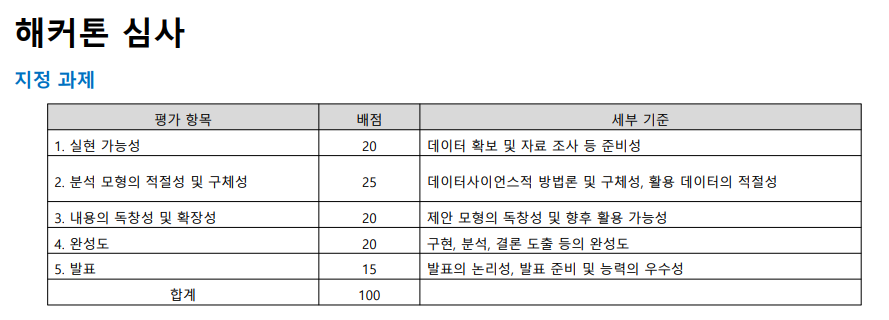 해커톤 심사
지정 과제
평가 항목 배점 세부 기준
1. 실현 가능성 20 데이터 확보 및 자료 조사 등 준비성
2. 분석 모형의 적절성 및 구체성 25 데이터사이언스적 방법론 및 구체성, 활용 데이터의 적절성
3. 내용의 독창성 및 확장성 20 제안 모형의 독창성 및 향후 활용 가능성
4. 완성도 20 구현, 분석, 결론 도출 등의 완성도
5. 발표 15 발표의 논리성, 발표 준비 및 능력의 우수성
합계 100